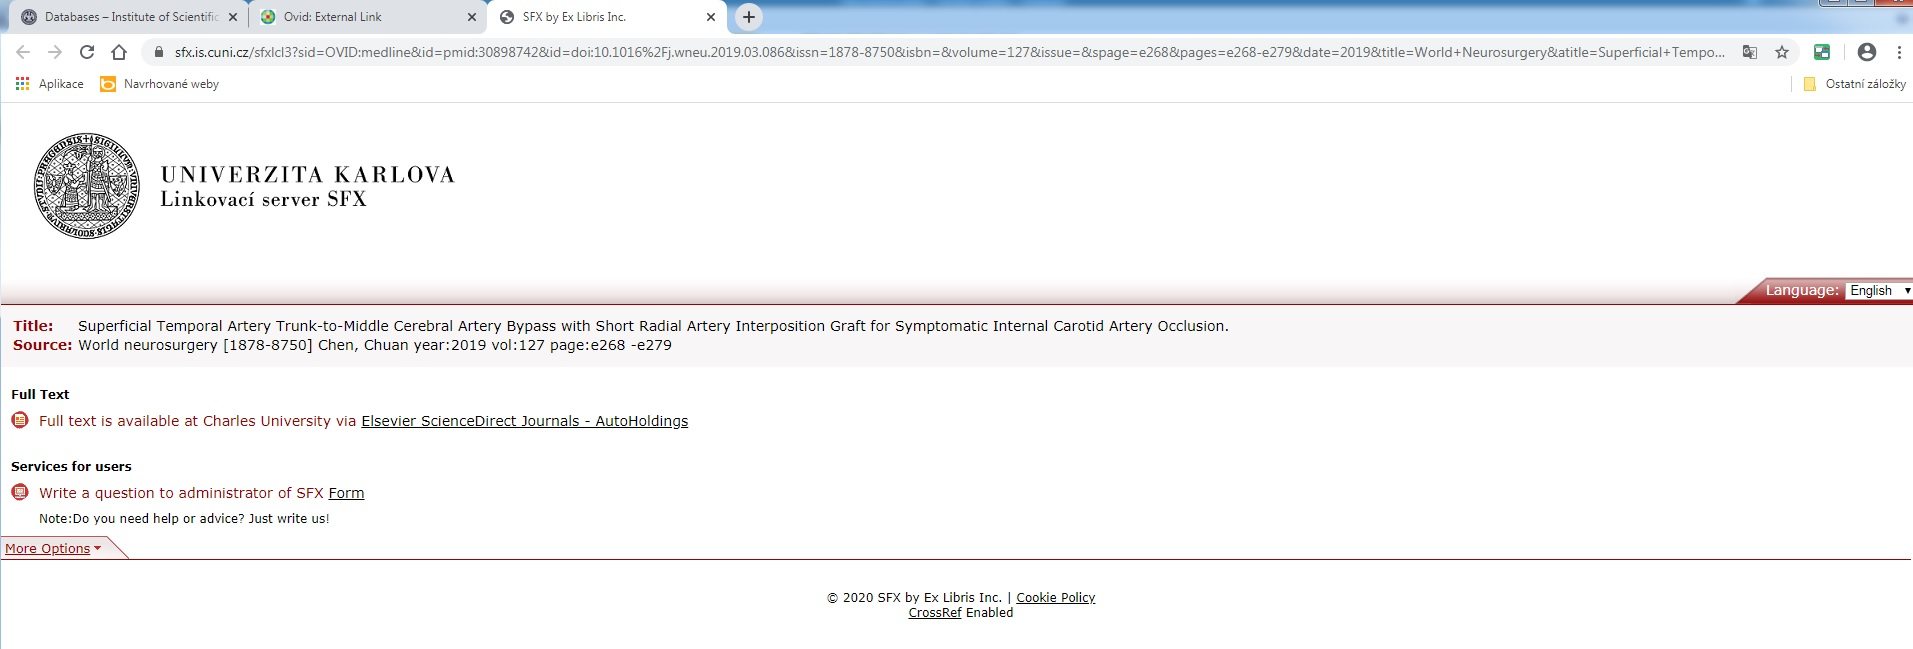 Databases – Institute of Scientific
Ovid: External Link
SFX by Ex Libris Inc.
sfx.is.cuni.cz/sfxlcl3?sid=OVID:medline&id=pmid:30898742&id=doi:10.1016%2Fj.wneu.2019.03.086&issn=1878-8750&isbn=&volume=127&issue=&spage=e268&pages=e268-e279&date=2019&title=World+Neurosurgery&atitle=Superficial+Tempo...
Aplikace
Navrhované weby
Ostatní záložky
UNIVERZITA KARLOVA
Linkovací server SFX
Language: English
Title: Superficial Temporal Artery Trunk-to-Middle Cerebral Artery Bypass with Short Radial Artery Interposition Graft for Symptomatic Internal Carotid Artery Occlusion.
Source: World neurosurgery [1878-8750] Chen, Chuan year:2019 vol:127 page:e268 -e279
Full Text
Full text is available at Charles University via Elsevier ScienceDirect Journals - AutoHoldings
Services for users
Write a question to administrator of SFX Form
Note:Do you need help or advice? Just write us!
More Options
© 2020 SFX by Ex Libris Inc. | Cookie Policy
CrossRef Enabled